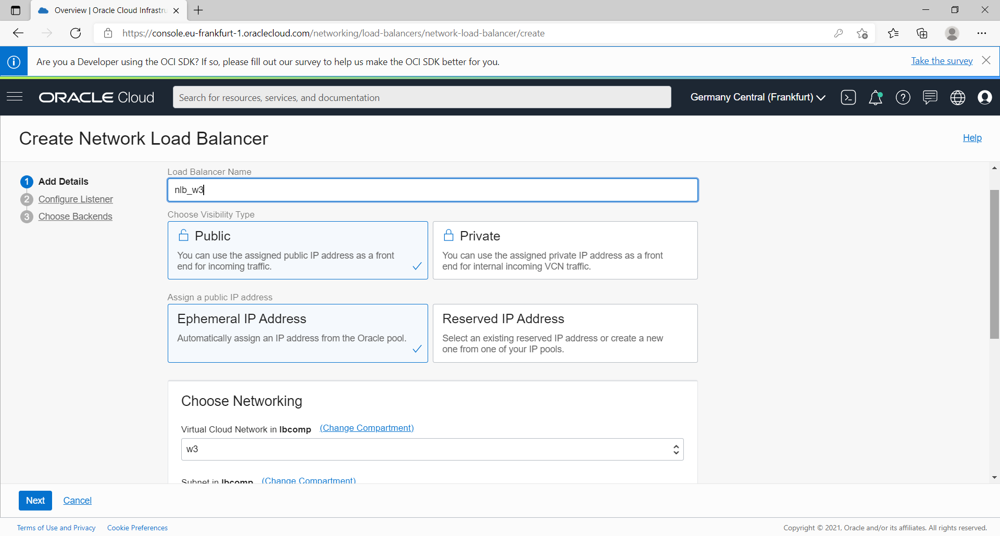 Overview | Oracle Cloud Infrastru
https://console.eu-frankfurt-1.oraclecloud.com/networking/load-balancers/network-load-balancer/create
Are you a Developer using the OCI SDK? If so, please fill out our survey to help us make the OCI SDK better for you.
Take the survey
ORACLE Cloud
Search for resources, services, and documentation
Germany Central (Frankfurt)
Create Network Load Balancer
Help
1 Add Details
2 Configure Listener
3 Choose Backends
Load Balancer Name
nlb_w3
Choose Visibility Type
Public
You can use the assigned public IP address as a front
end for incoming traffic.
Private
You can use the assigned private IP address as a front
end for internal incoming VCN traffic.
Assign a public IP address
Ephemeral IP Address
Automatically assign an IP address from the Oracle pool.
Reserved IP Address
Select an existing reserved IP address or create a new
one from one of your IP pools.
Choose Networking
Virtual Cloud Network in lbcomp (Change Compartment)
w3
Subnet in lbcomp (Change Compartment)
Next
Cancel
Terms of Use and Privacy
Cookie Preferences
Copyright © 2021, Oracle and/or its affiliates. All rights reserved.